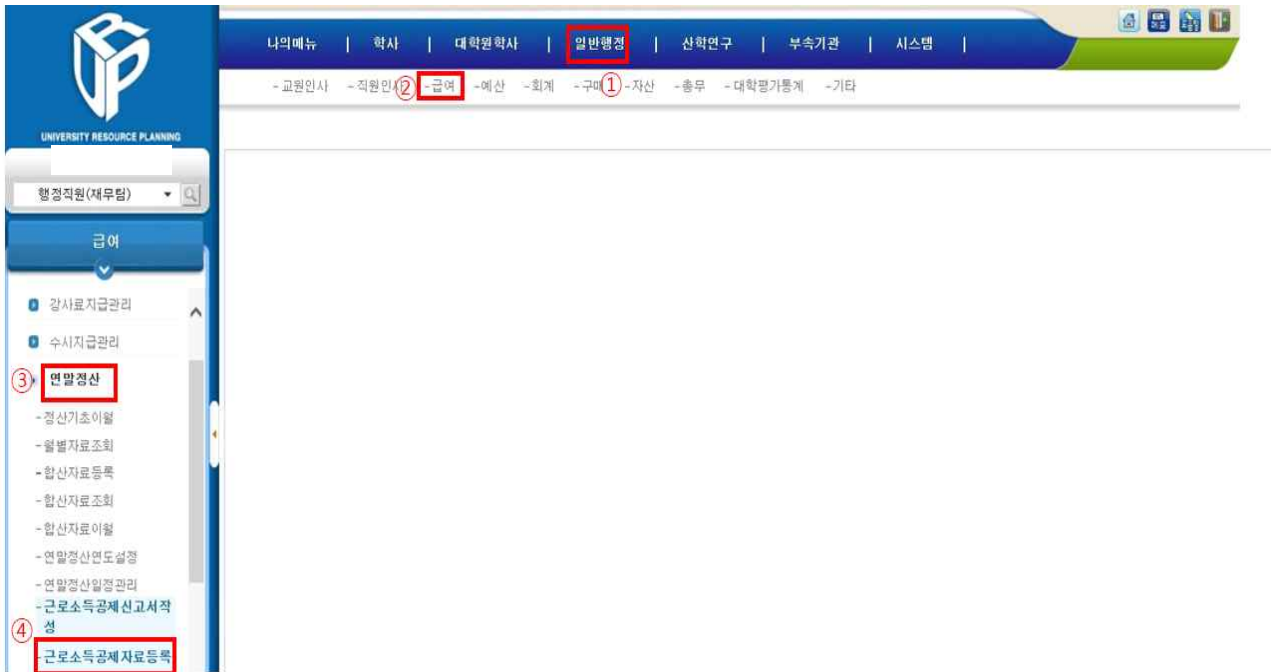 나의메뉴 | 학사 | 대학원학사 | 일반행정 | 산학연구 | 부속기관 | 시스템 |
-교원인사 -직원인사 ② -급여 -예산 -회계 -구매 ① -자산 -총무 -대학평가통계 -기타
URP
UNIVERSITY RESOURCE PLANNING
행정직원(재무팀)
급여
강사료지급관리
수시지급관리
③ 연말정산
-정산기초이월
-월별자료조회
-합산자료등록
-합산자료조회
-합산자료이월
-연말정산연도설정
-연말정산일정관리
-근로소득공제신고서작
④ 성
-근로소득공제자료등록